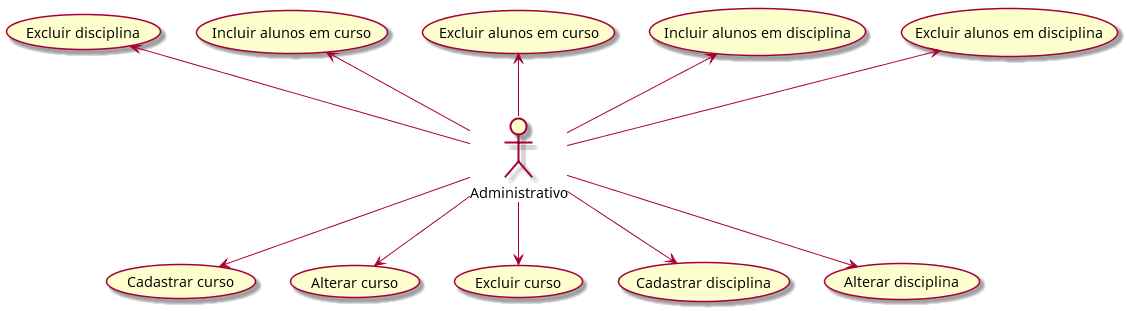 Excluir disciplina
Incluir alunos em curso
Excluir alunos em curso
Incluir alunos em disciplina
Excluir alunos em disciplina
Administrativo
Cadastrar curso
Alterar curso
Excluir curso
Cadastrar disciplina
Alterar disciplina